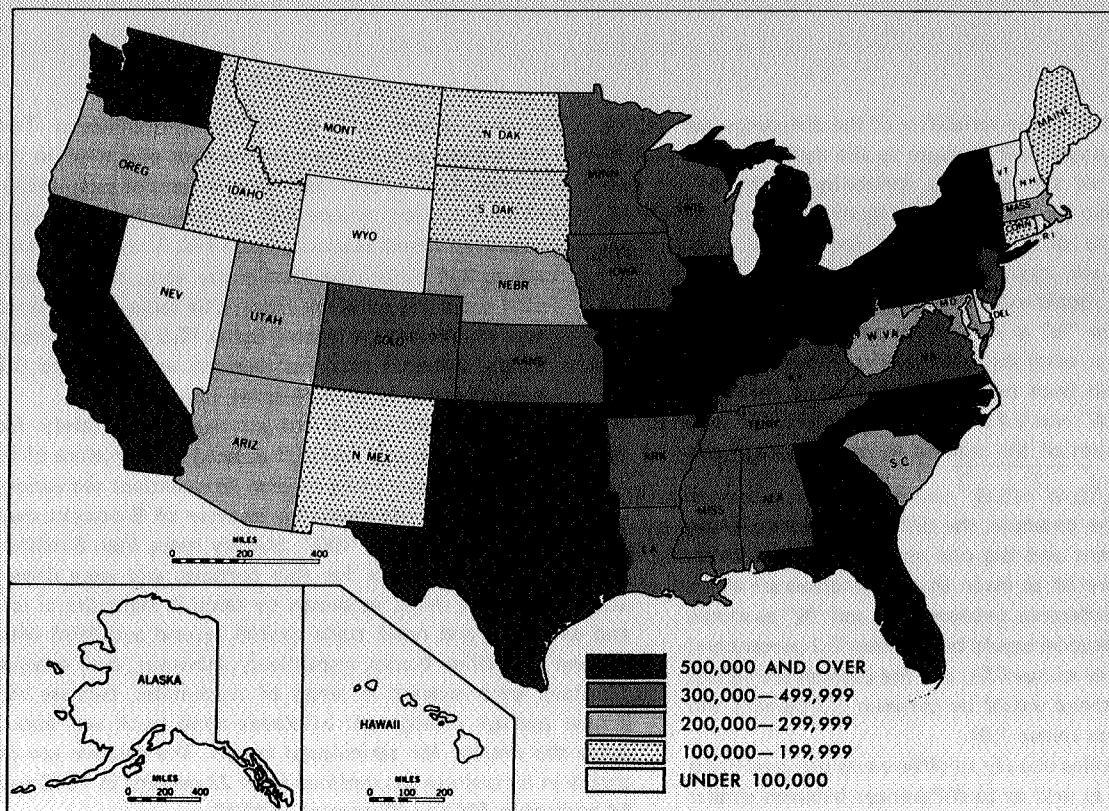 MAINE
MONT
N DAK
MINN
VT
N H
OREG
IDAHO
S DAK
WIS
MASS
CONN
R I
WYO
IOWA
NEBR
NEV
UTAH
COLO
KANS
MD
DEL
W VA
VA
KY
TENN
ARIZ
N MEX
ARK
S C
MISS
ALA
LA
MILES
0 200 400
ALASKA
MILES
0 200 400
HAWAII
MILES
0 100 200
500,000 AND OVER
300,000—499,999
200,000—299,999
100,000—199,999
UNDER 100,000